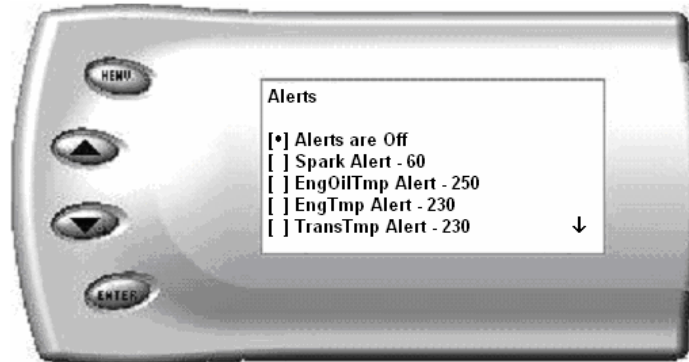 MENU
Alerts
[•] Alerts are Off
[ ] Spark Alert - 60
[ ] EngOilTmp Alert - 250
[ ] EngTmp Alert - 230
[ ] TransTmp Alert - 230 ↓
ENTER